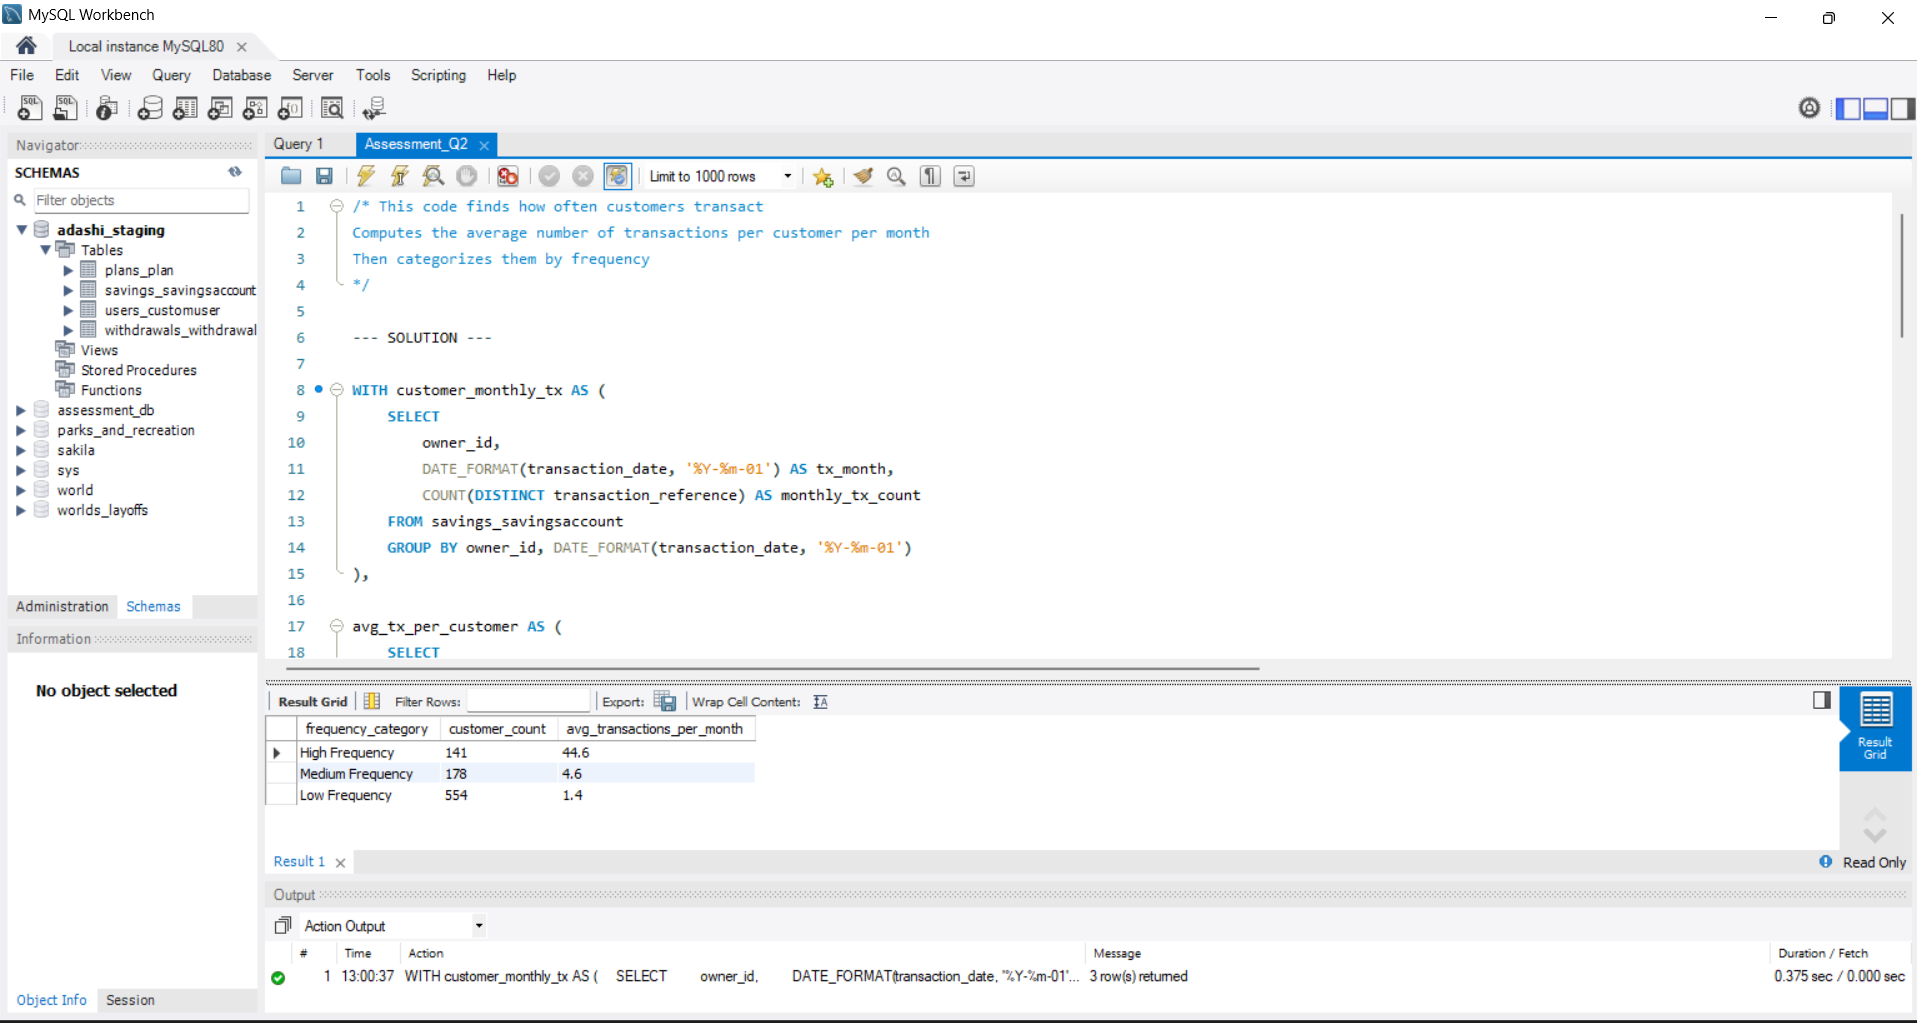 MySQL Workbench
Local instance MySQL80
File Edit View Query Database Server Tools Scripting Help
Navigator
SCHEMAS
Filter objects
adashi_staging
Tables
plans_plan
savings_savingsaccount
users_customuser
withdrawals_withdrawal
Views
Stored Procedures
Functions
assessment_db
parks_and_recreation
sakila
sys
world
worlds_layoffs
Administration Schemas
Information
No object selected
Object Info Session
Query 1 Assessment_Q2
Limit to 1000 rows
1 /* This code finds how often customers transact
2 Computes the average number of transactions per customer per month
3 Then categorizes them by frequency
4 */
5
6 --- SOLUTION ---
7
8 WITH customer_monthly_tx AS (
9 SELECT
10 owner_id,
11 DATE_FORMAT(transaction_date, '%Y-%m-01') AS tx_month,
12 COUNT(DISTINCT transaction_reference) AS monthly_tx_count
13 FROM savings_savingsaccount
14 GROUP BY owner_id, DATE_FORMAT(transaction_date, '%Y-%m-01')
15 ),
16
17 avg_tx_per_customer AS (
18 SELECT
Result Grid Filter Rows: Export: Wrap Cell Content:
frequency_category customer_count avg_transactions_per_month
High Frequency 141 44.6
Medium Frequency 178 4.6
Low Frequency 554 1.4
Result
Grid
Result 1
Read Only
Output
Action Output
# Time Action Message Duration / Fetch
1 13:00:37 WITH customer_monthly_tx AS ( SELECT owner_id, DATE_FORMAT(transaction_date, '%Y-%m-01'... 3 row(s) returned 0.375 sec / 0.000 sec